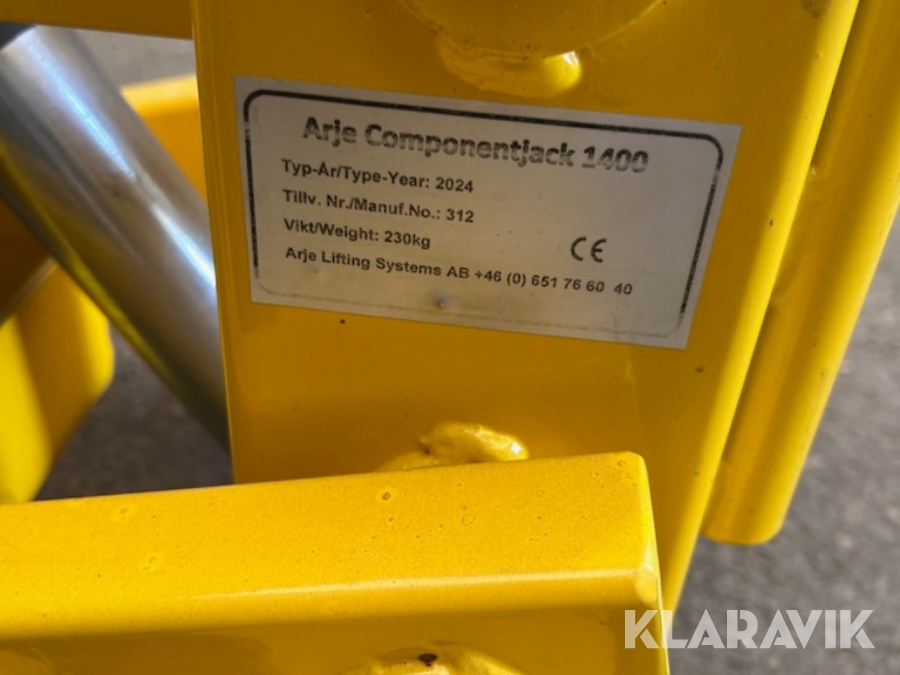 Arje Componentjack 1400
Typ-År/Type-Year: 2024
Tillv. Nr./Manuf.No.: 312
Vikt/Weight: 230kg
CE
Arje Lifting Systems AB +46 (0) 651 76 60 40
KLARAVIK